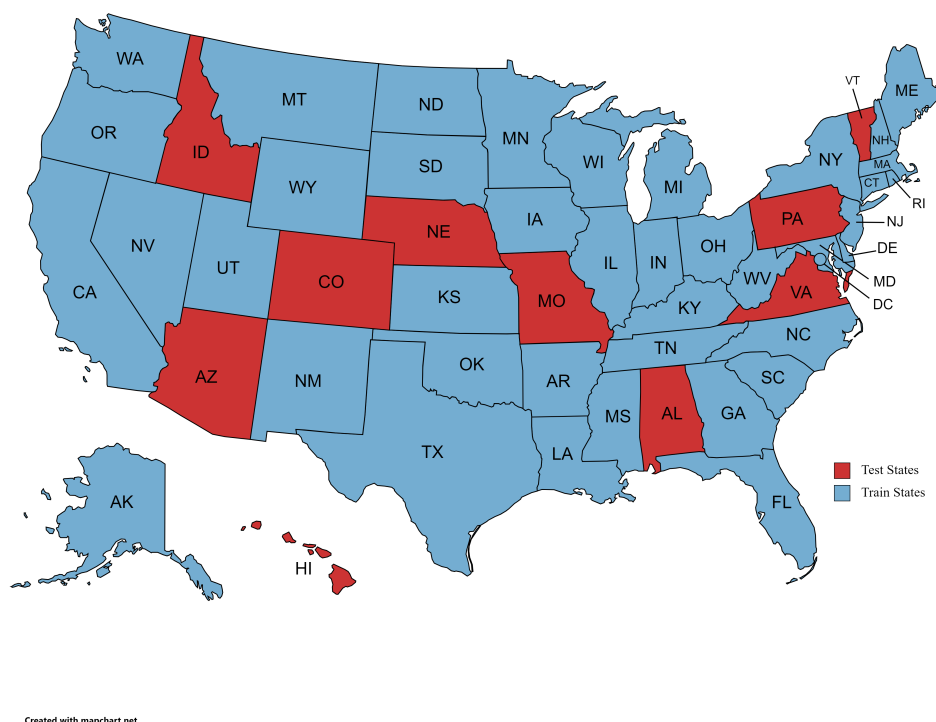 WA
MT
ND
MN
OR
ID
SD
WI
MI
NY
VT
NH
ME
MA
CT
RI
WY
NE
IA
PA
NJ
NV
UT
CO
KS
MO
IL
IN
OH
WV
VA
DE
MD
DC
CA
KY
NC
AZ
NM
OK
AR
TN
SC
MS
AL
GA
TX
LA
FL
AK
HI
Test States
Train States
Created with mapchart.net